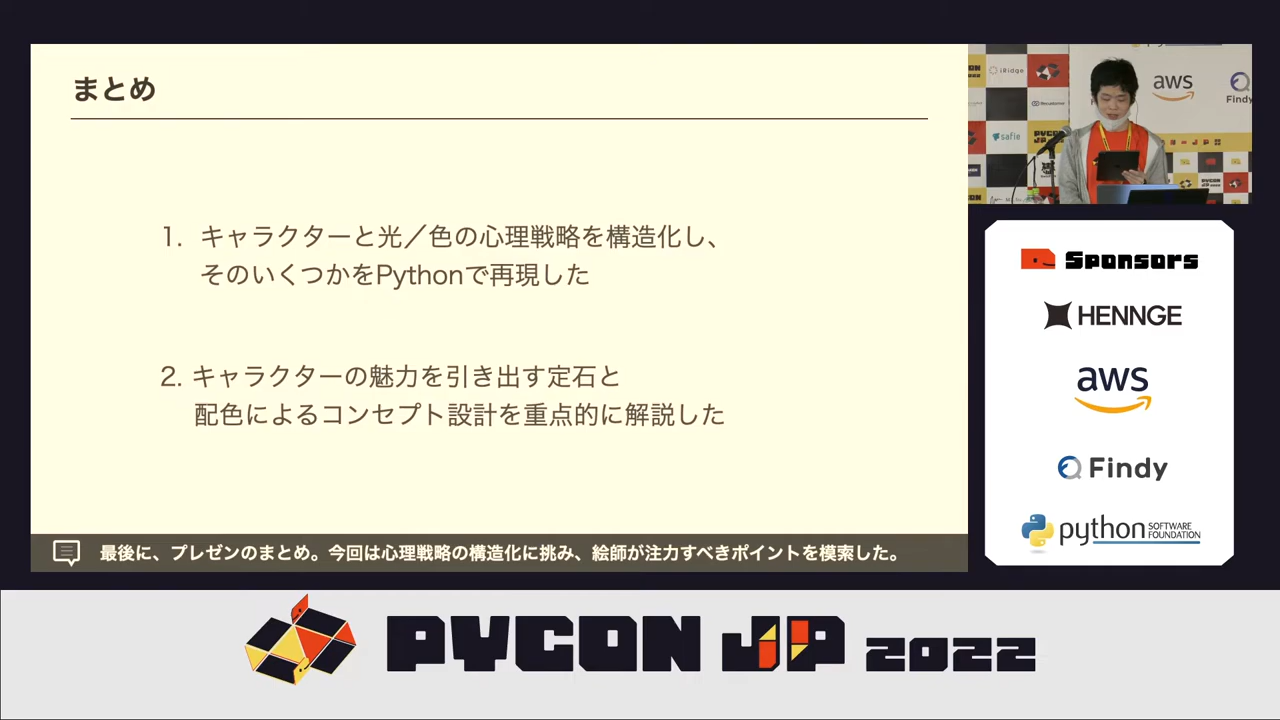 まとめ
1. キャラクターと光／色の心理戦略を構造化し、
そのいくつかをPythonで再現した
2. キャラクターの魅力を引き出す定石と
配色によるコンセプト設計を重点的に解説した
最後に、プレゼンのまとめ。今回は心理戦略の構造化に挑み、絵師が注力すべきポイントを模索した。
iRidge
aws
Findy
safie
PYCON
JP
Sponsors
HENNGE
aws
Findy
python SOFTWARE FOUNDATION
PYCON JP 2022